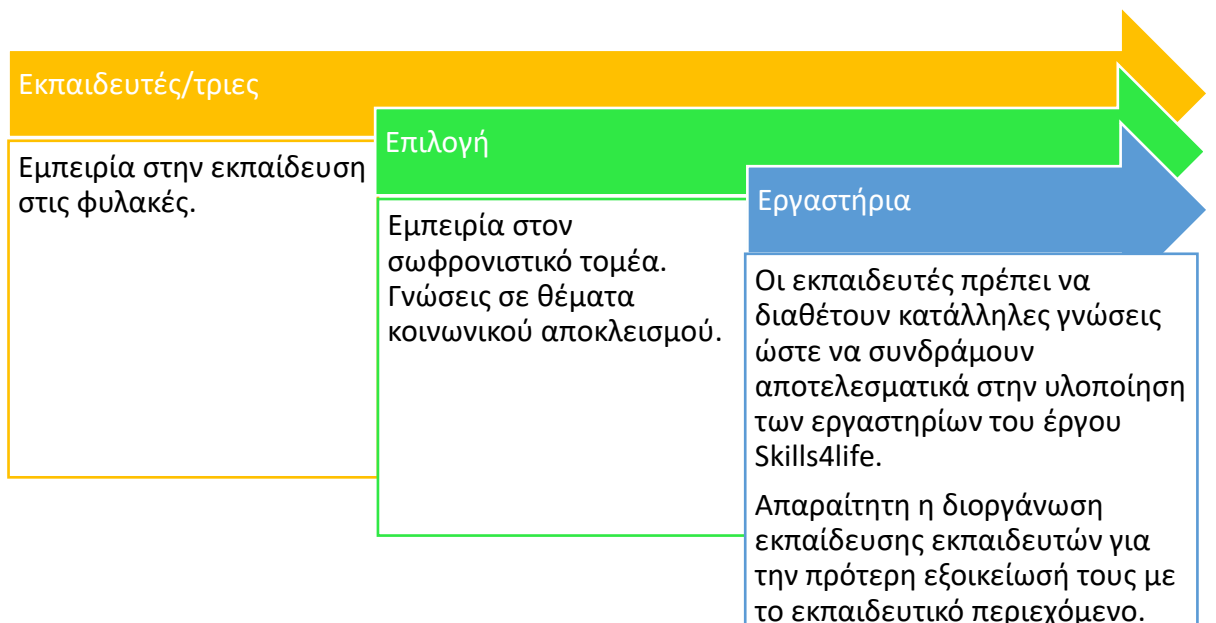 Εκπαιδευτές/τριες
Εμπειρία στην εκπαίδευση
στις φυλακές.
Επιλογή
Εμπειρία στον
σωφρονιστικό τομέα.
Γνώσεις σε θέματα
κοινωνικού αποκλεισμού.
Εργαστήρια
Οι εκπαιδευτές πρέπει να
διαθέτουν κατάλληλες γνώσεις
ώστε να συνδράμουν
αποτελεσματικά στην υλοποίηση
των εργαστηρίων του έργου
Skills4life.
Απαραίτητη η διοργάνωση
εκπαίδευσης εκπαιδευτών για
την πρότερη εξοικείωσή τους με
το εκπαιδευτικό περιεχόμενο.